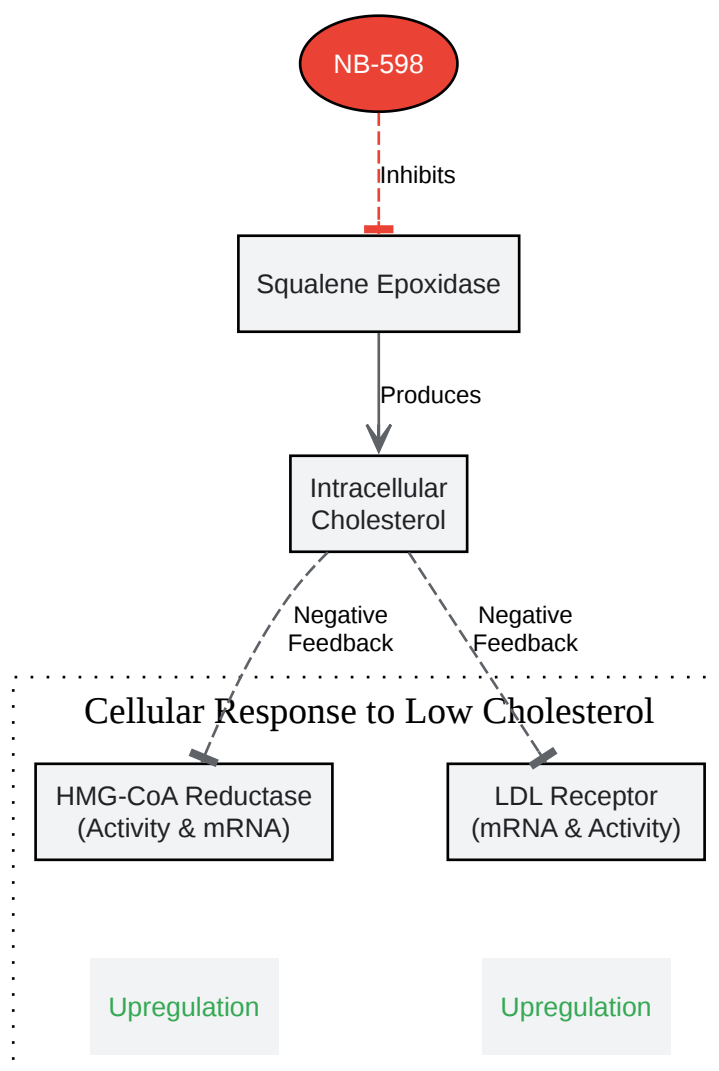 NB-598
Inhibits
Squalene Epoxidase
Produces
Intracellular
Cholesterol
Negative
Feedback
Negative
Feedback
Cellular Response to Low Cholesterol
HMG-CoA Reductase
(Activity & mRNA)
LDL Receptor
(mRNA & Activity)
Upregulation
Upregulation